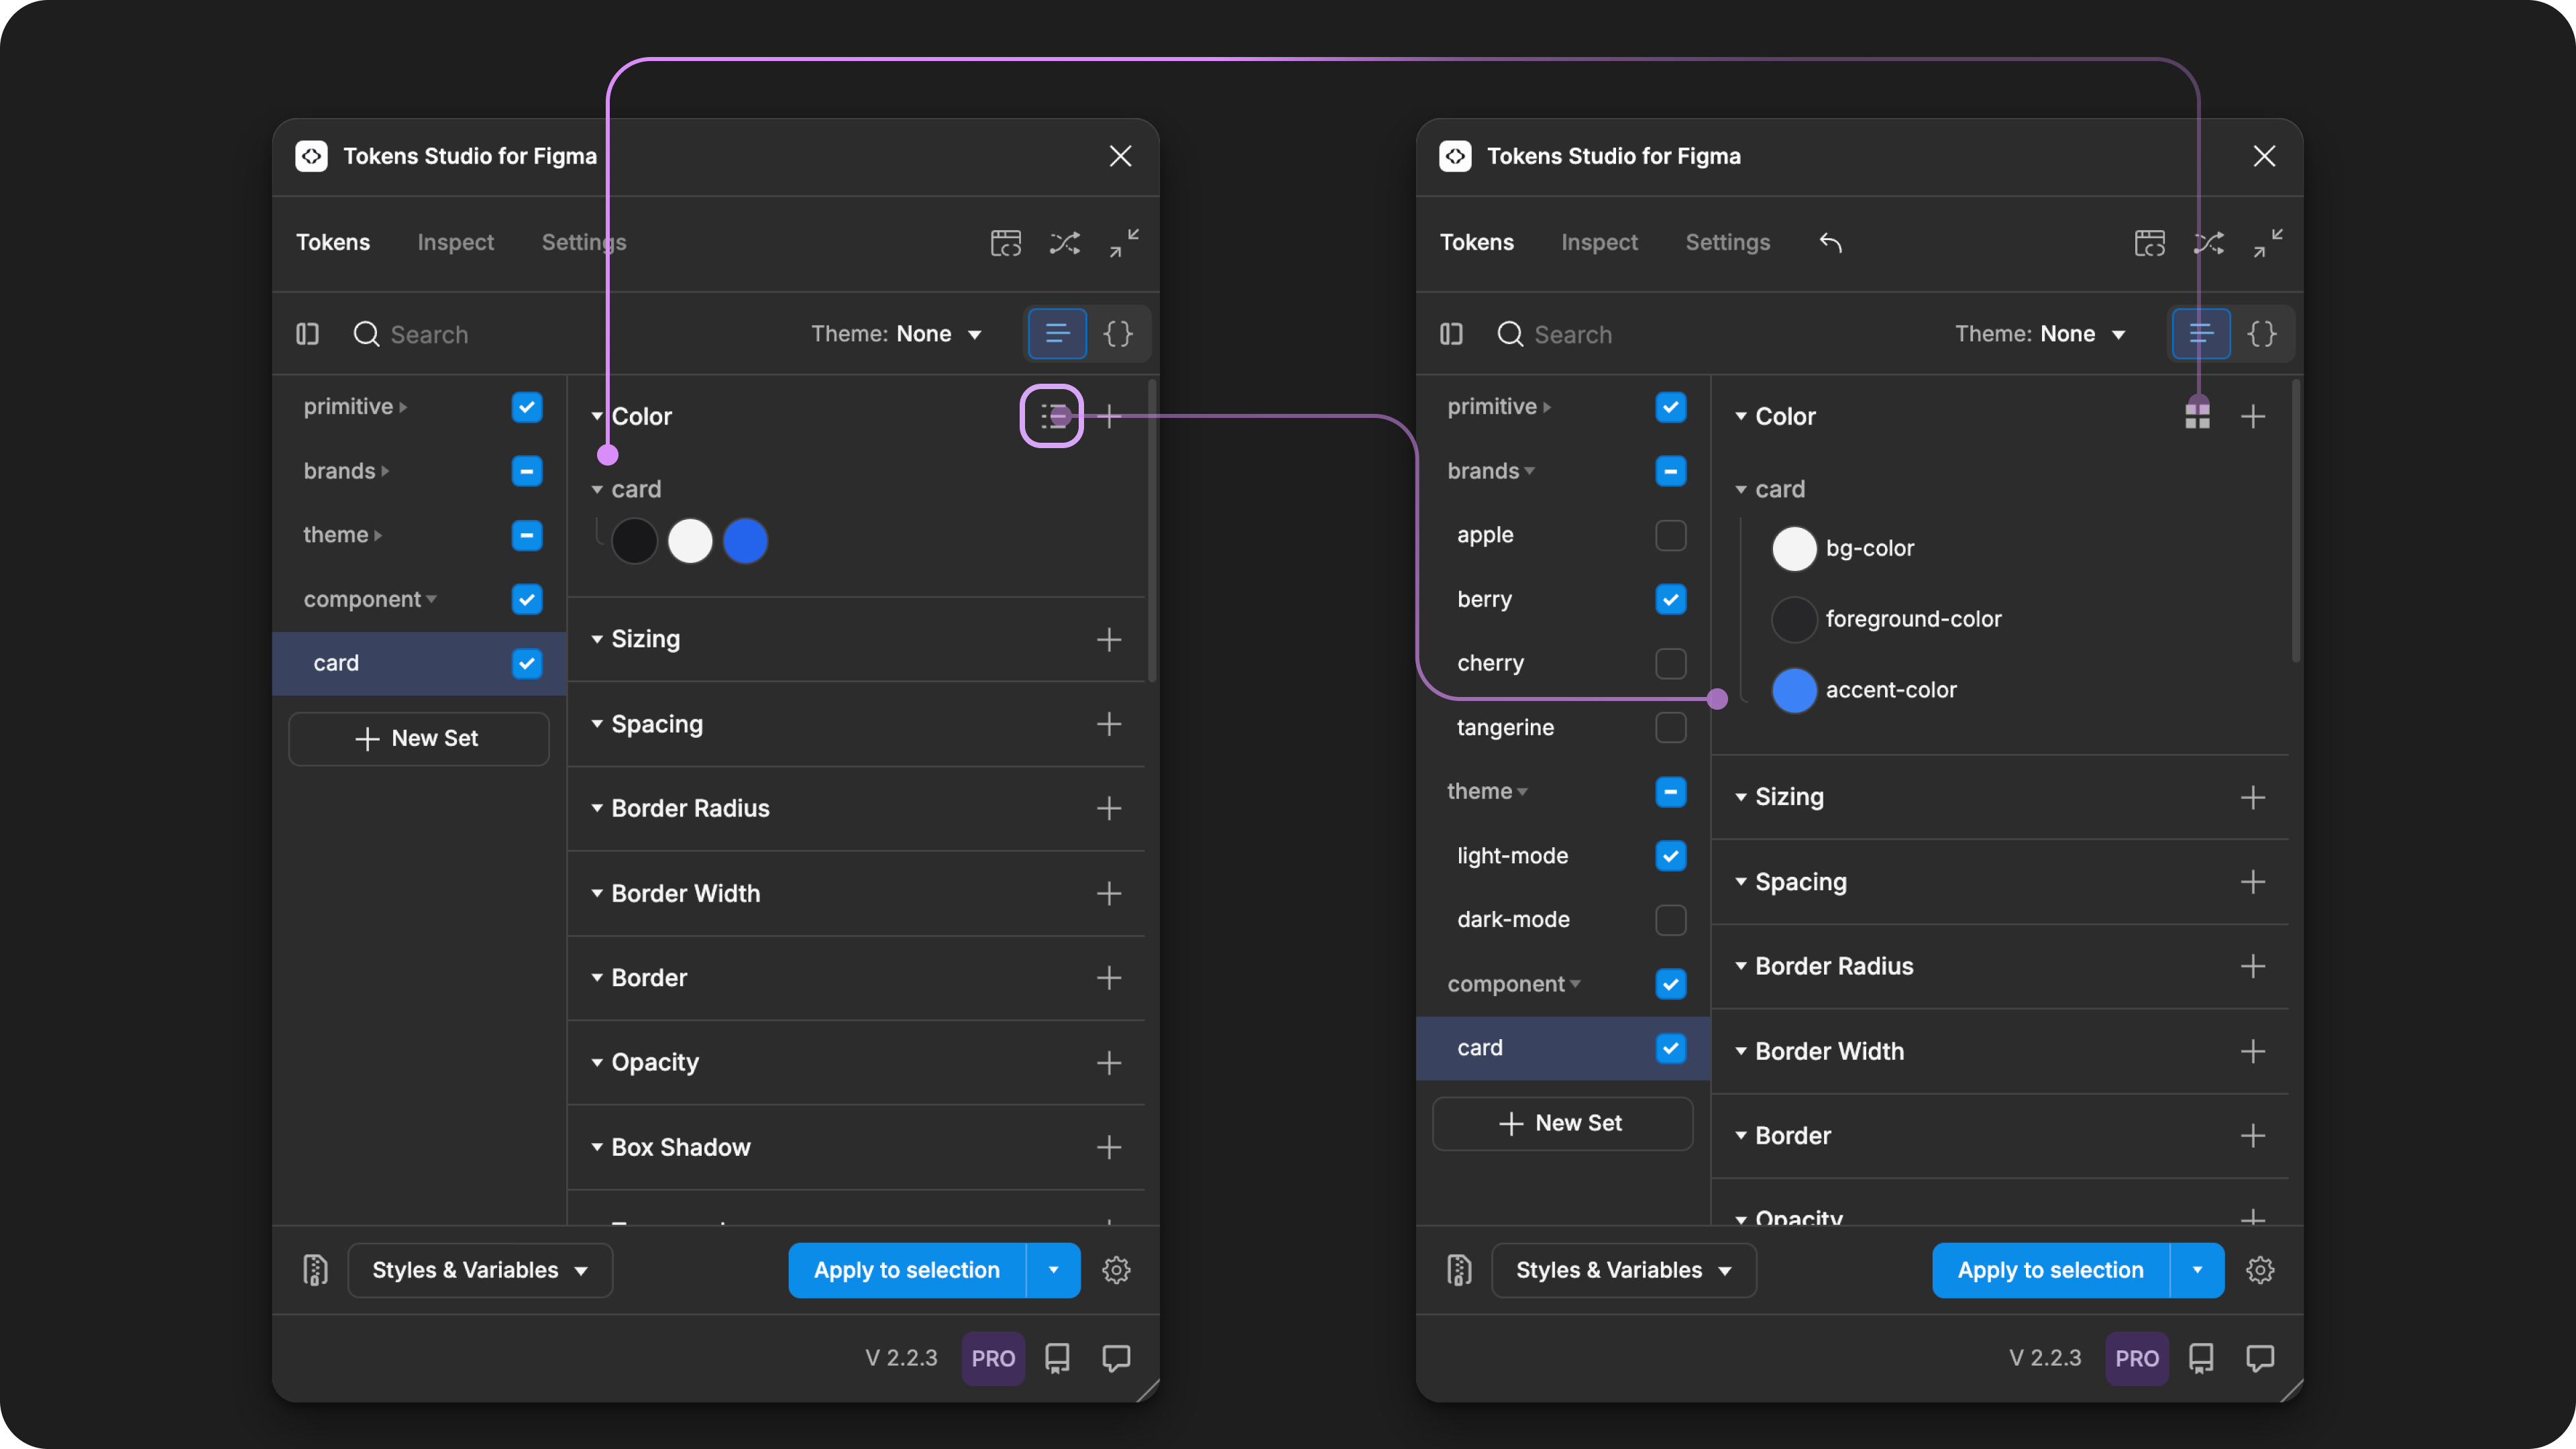 Tokens Studio for Figma
Tokens Inspect Settings
Search Theme: None {}
primitive
brands
theme
component
card
New Set
Color
card
Sizing
Spacing
Border Radius
Border Width
Border
Opacity
Box Shadow
Styles & Variables Apply to selection
V 2.2.3 PRO
Tokens Studio for Figma
Tokens Inspect Settings
Search Theme: None {}
primitive
brands
apple
berry
cherry
tangerine
theme
light-mode
dark-mode
component
card
New Set
Color
card
bg-color
foreground-color
accent-color
Sizing
Spacing
Border Radius
Border Width
Border
Opacity
Styles & Variables Apply to selection
V 2.2.3 PRO